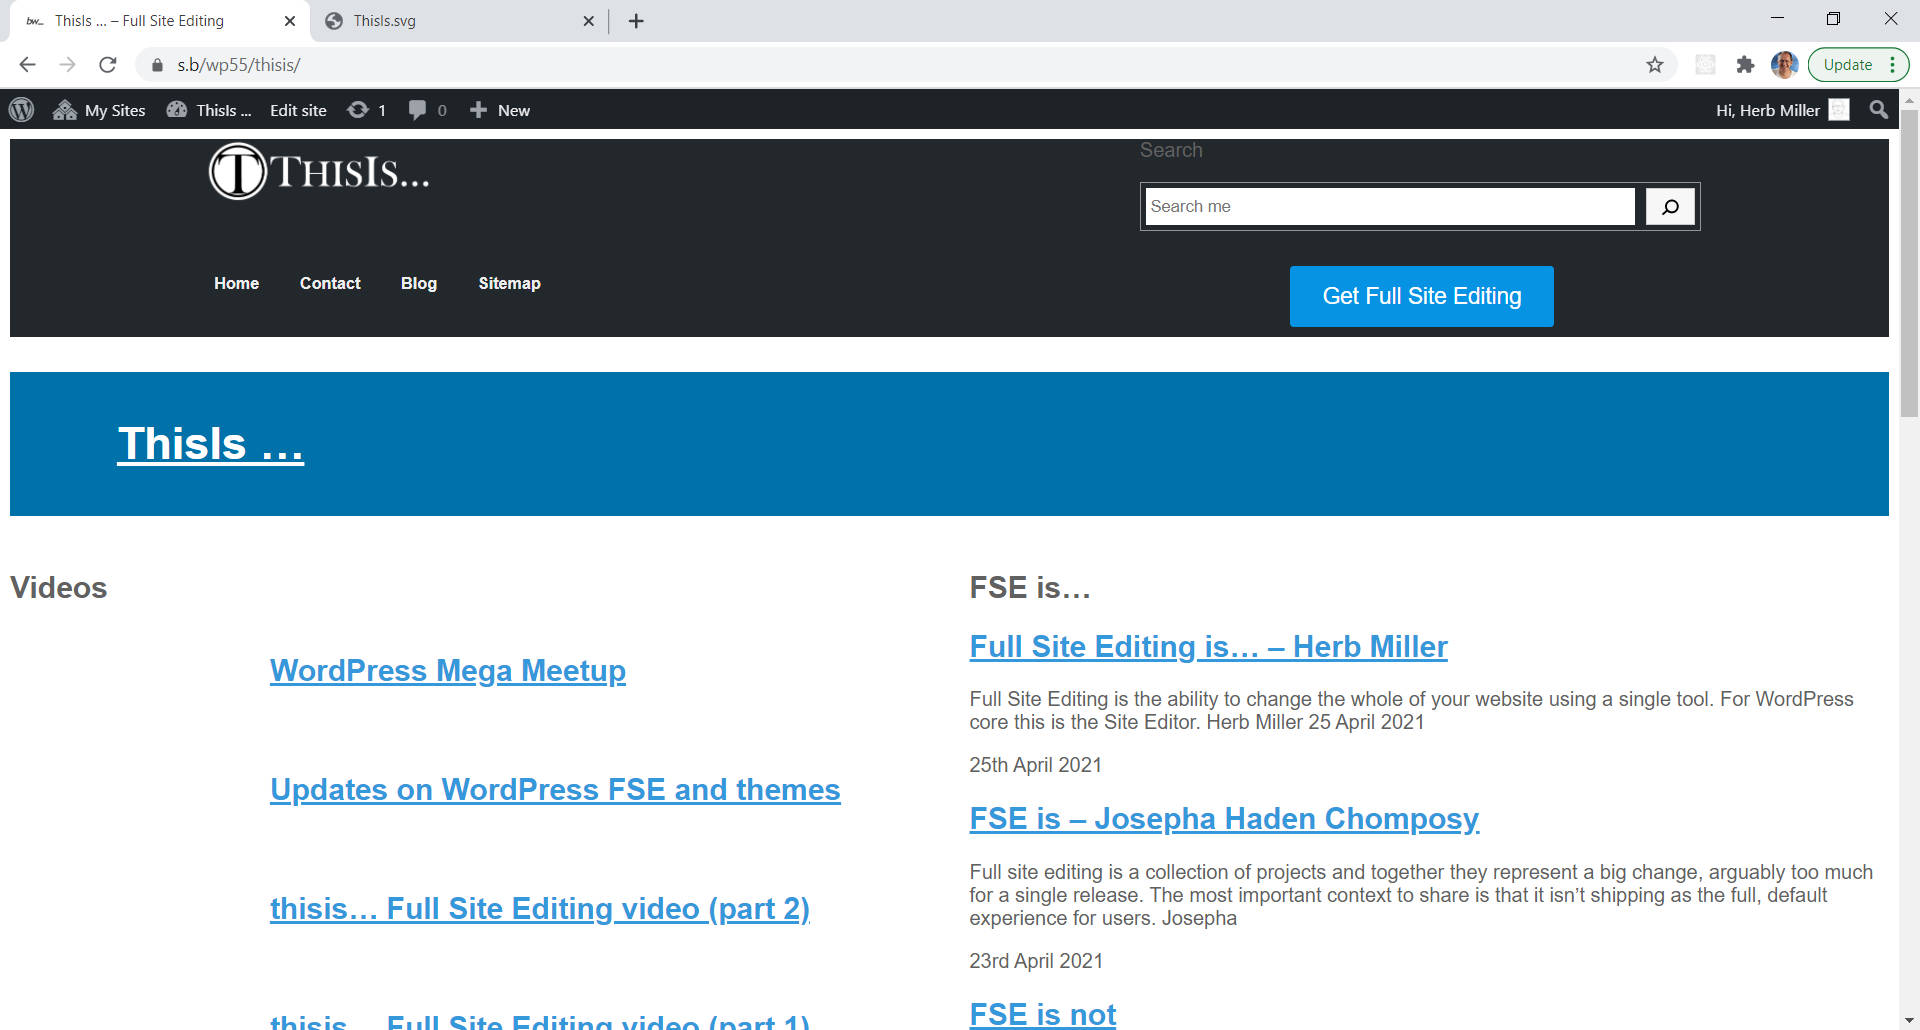 bw_ ThisIs … – Full Site Editing
ThisIs.svg
s.b/wp55/thisis/
Update
My Sites
ThisIs …
Edit site
1
0
New
Hi, Herb Miller
T THISIS...
Search
Search me
Home
Contact
Blog
Sitemap
Get Full Site Editing
ThisIs …
Videos
WordPress Mega Meetup
Updates on WordPress FSE and themes
thisis… Full Site Editing video (part 2)
thisis… Full Site Editing video (part 1)
FSE is…
Full Site Editing is… – Herb Miller
Full Site Editing is the ability to change the whole of your website using a single tool. For WordPress
core this is the Site Editor. Herb Miller 25 April 2021
25th April 2021
FSE is – Josepha Haden Chomposy
Full site editing is a collection of projects and together they represent a big change, arguably too much
for a single release. The most important context to share is that it isn’t shipping as the full, default
experience for users. Josepha
23rd April 2021
FSE is not